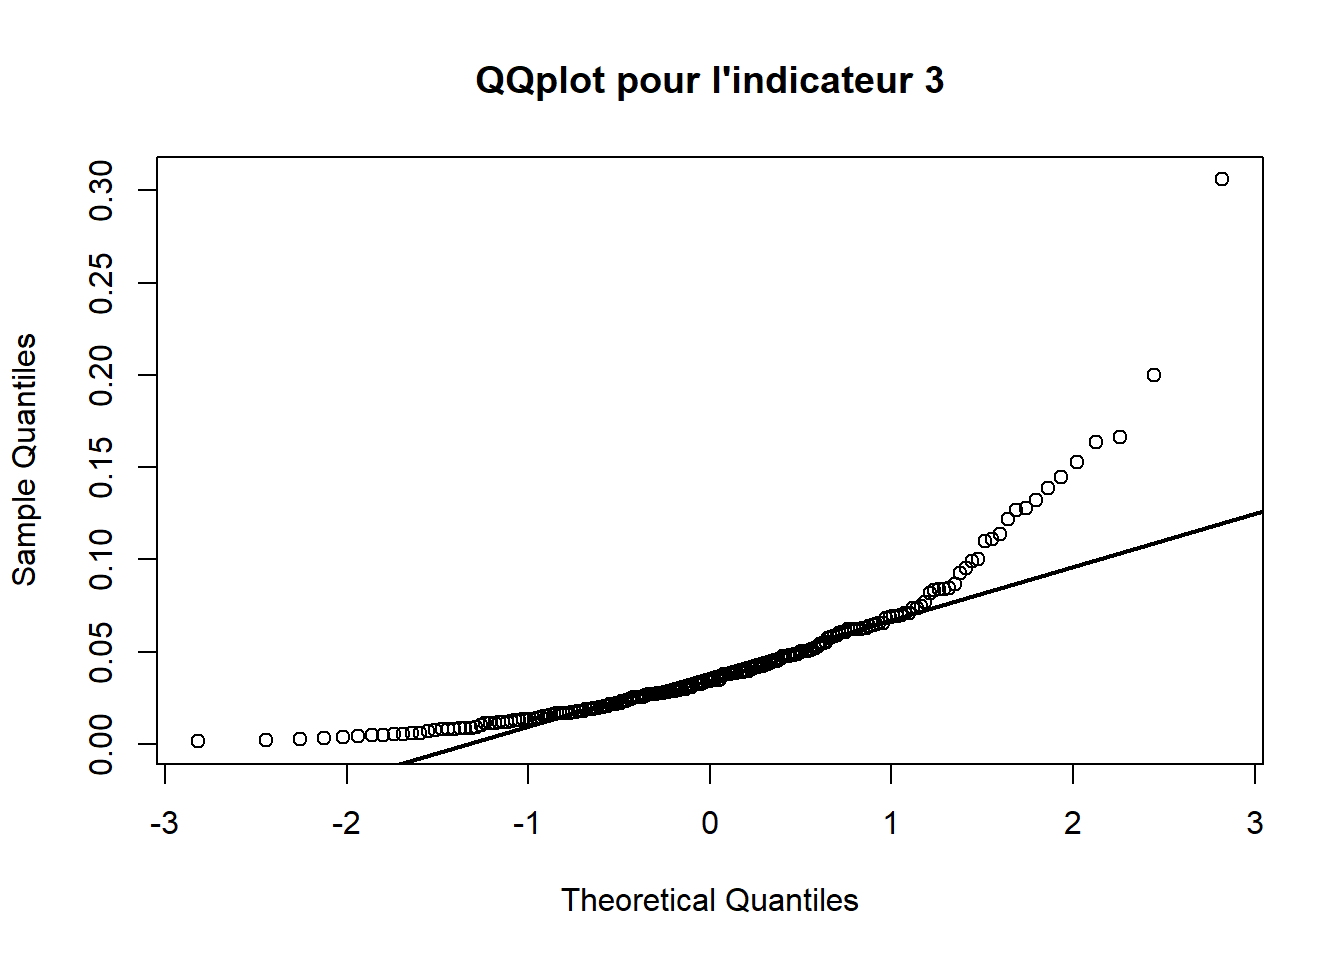 QQplot pour l'indicateur 3
Sample Quantiles
0.30
0.25
0.20
0.15
0.10
0.05
0.00
-3 -2 -1 0 1 2 3
Theoretical Quantiles